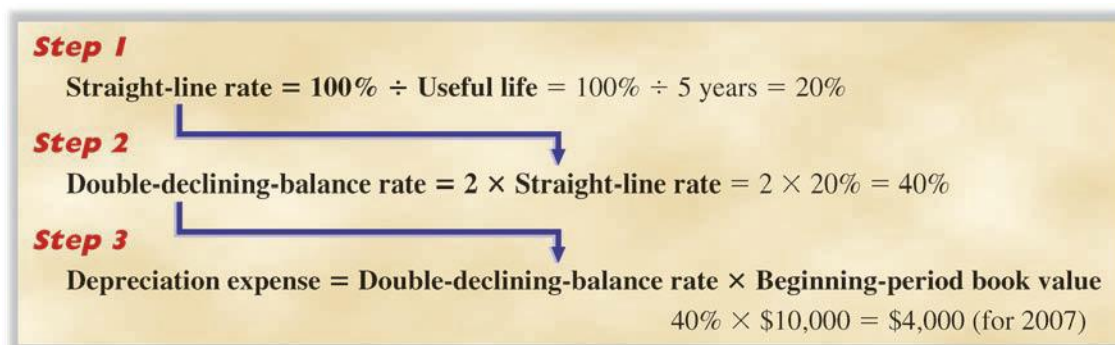 Step 1
Straight-line rate = 100% ÷ Useful life = 100% ÷ 5 years = 20%
Step 2
Double-declining-balance rate = 2 × Straight-line rate = 2 × 20% = 40%
Step 3
Depreciation expense = Double-declining-balance rate × Beginning-period book value
40% × $10,000 = $4,000 (for 2007)